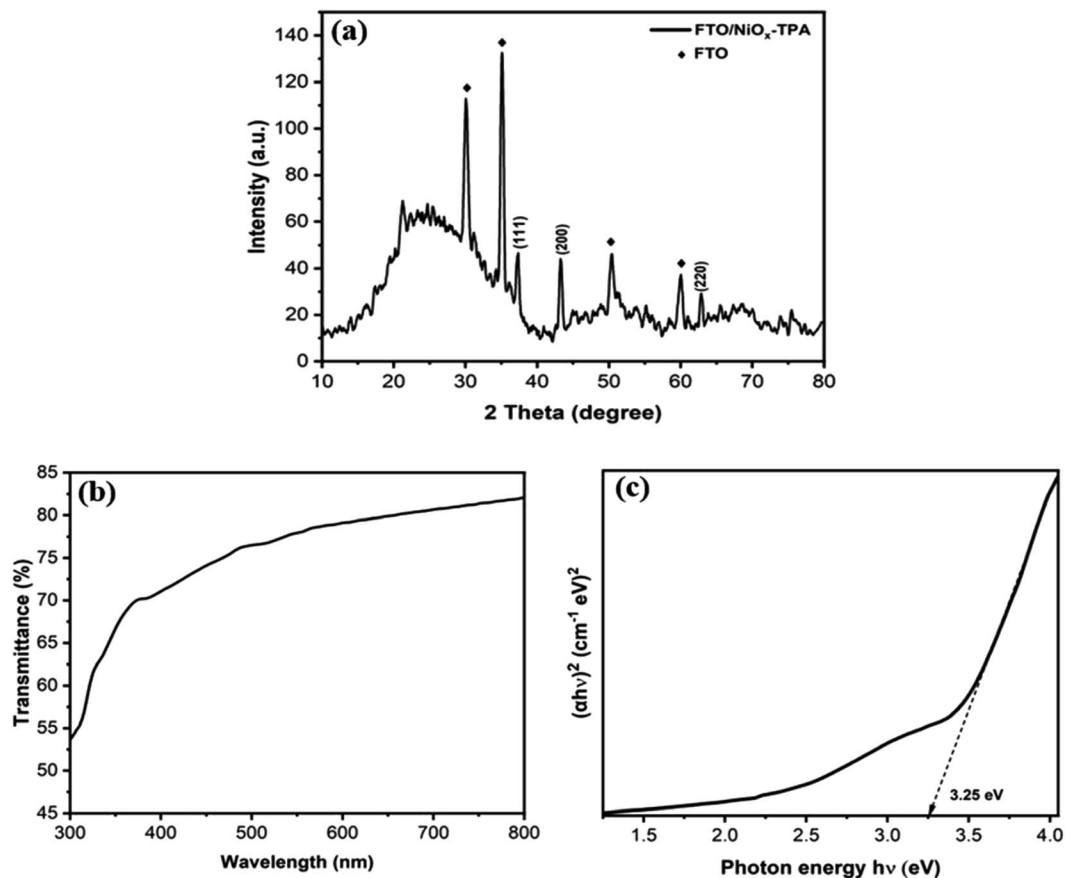 (a)
FTO/NiOₓ-TPA
FTO
Intensity (a.u.)
140
120
100
80
60
40
20
0
(111)
(200)
(220)
10 20 30 40 50 60 70 80
2 Theta (degree)
(b)
Transmittance (%)
85
80
75
70
65
60
55
50
45
300 400 500 600 700 800
Wavelength (nm)
(c)
(αhν)² (cm⁻¹ eV)²
3.25 eV
1.5 2.0 2.5 3.0 3.5 4.0
Photon energy hν (eV)